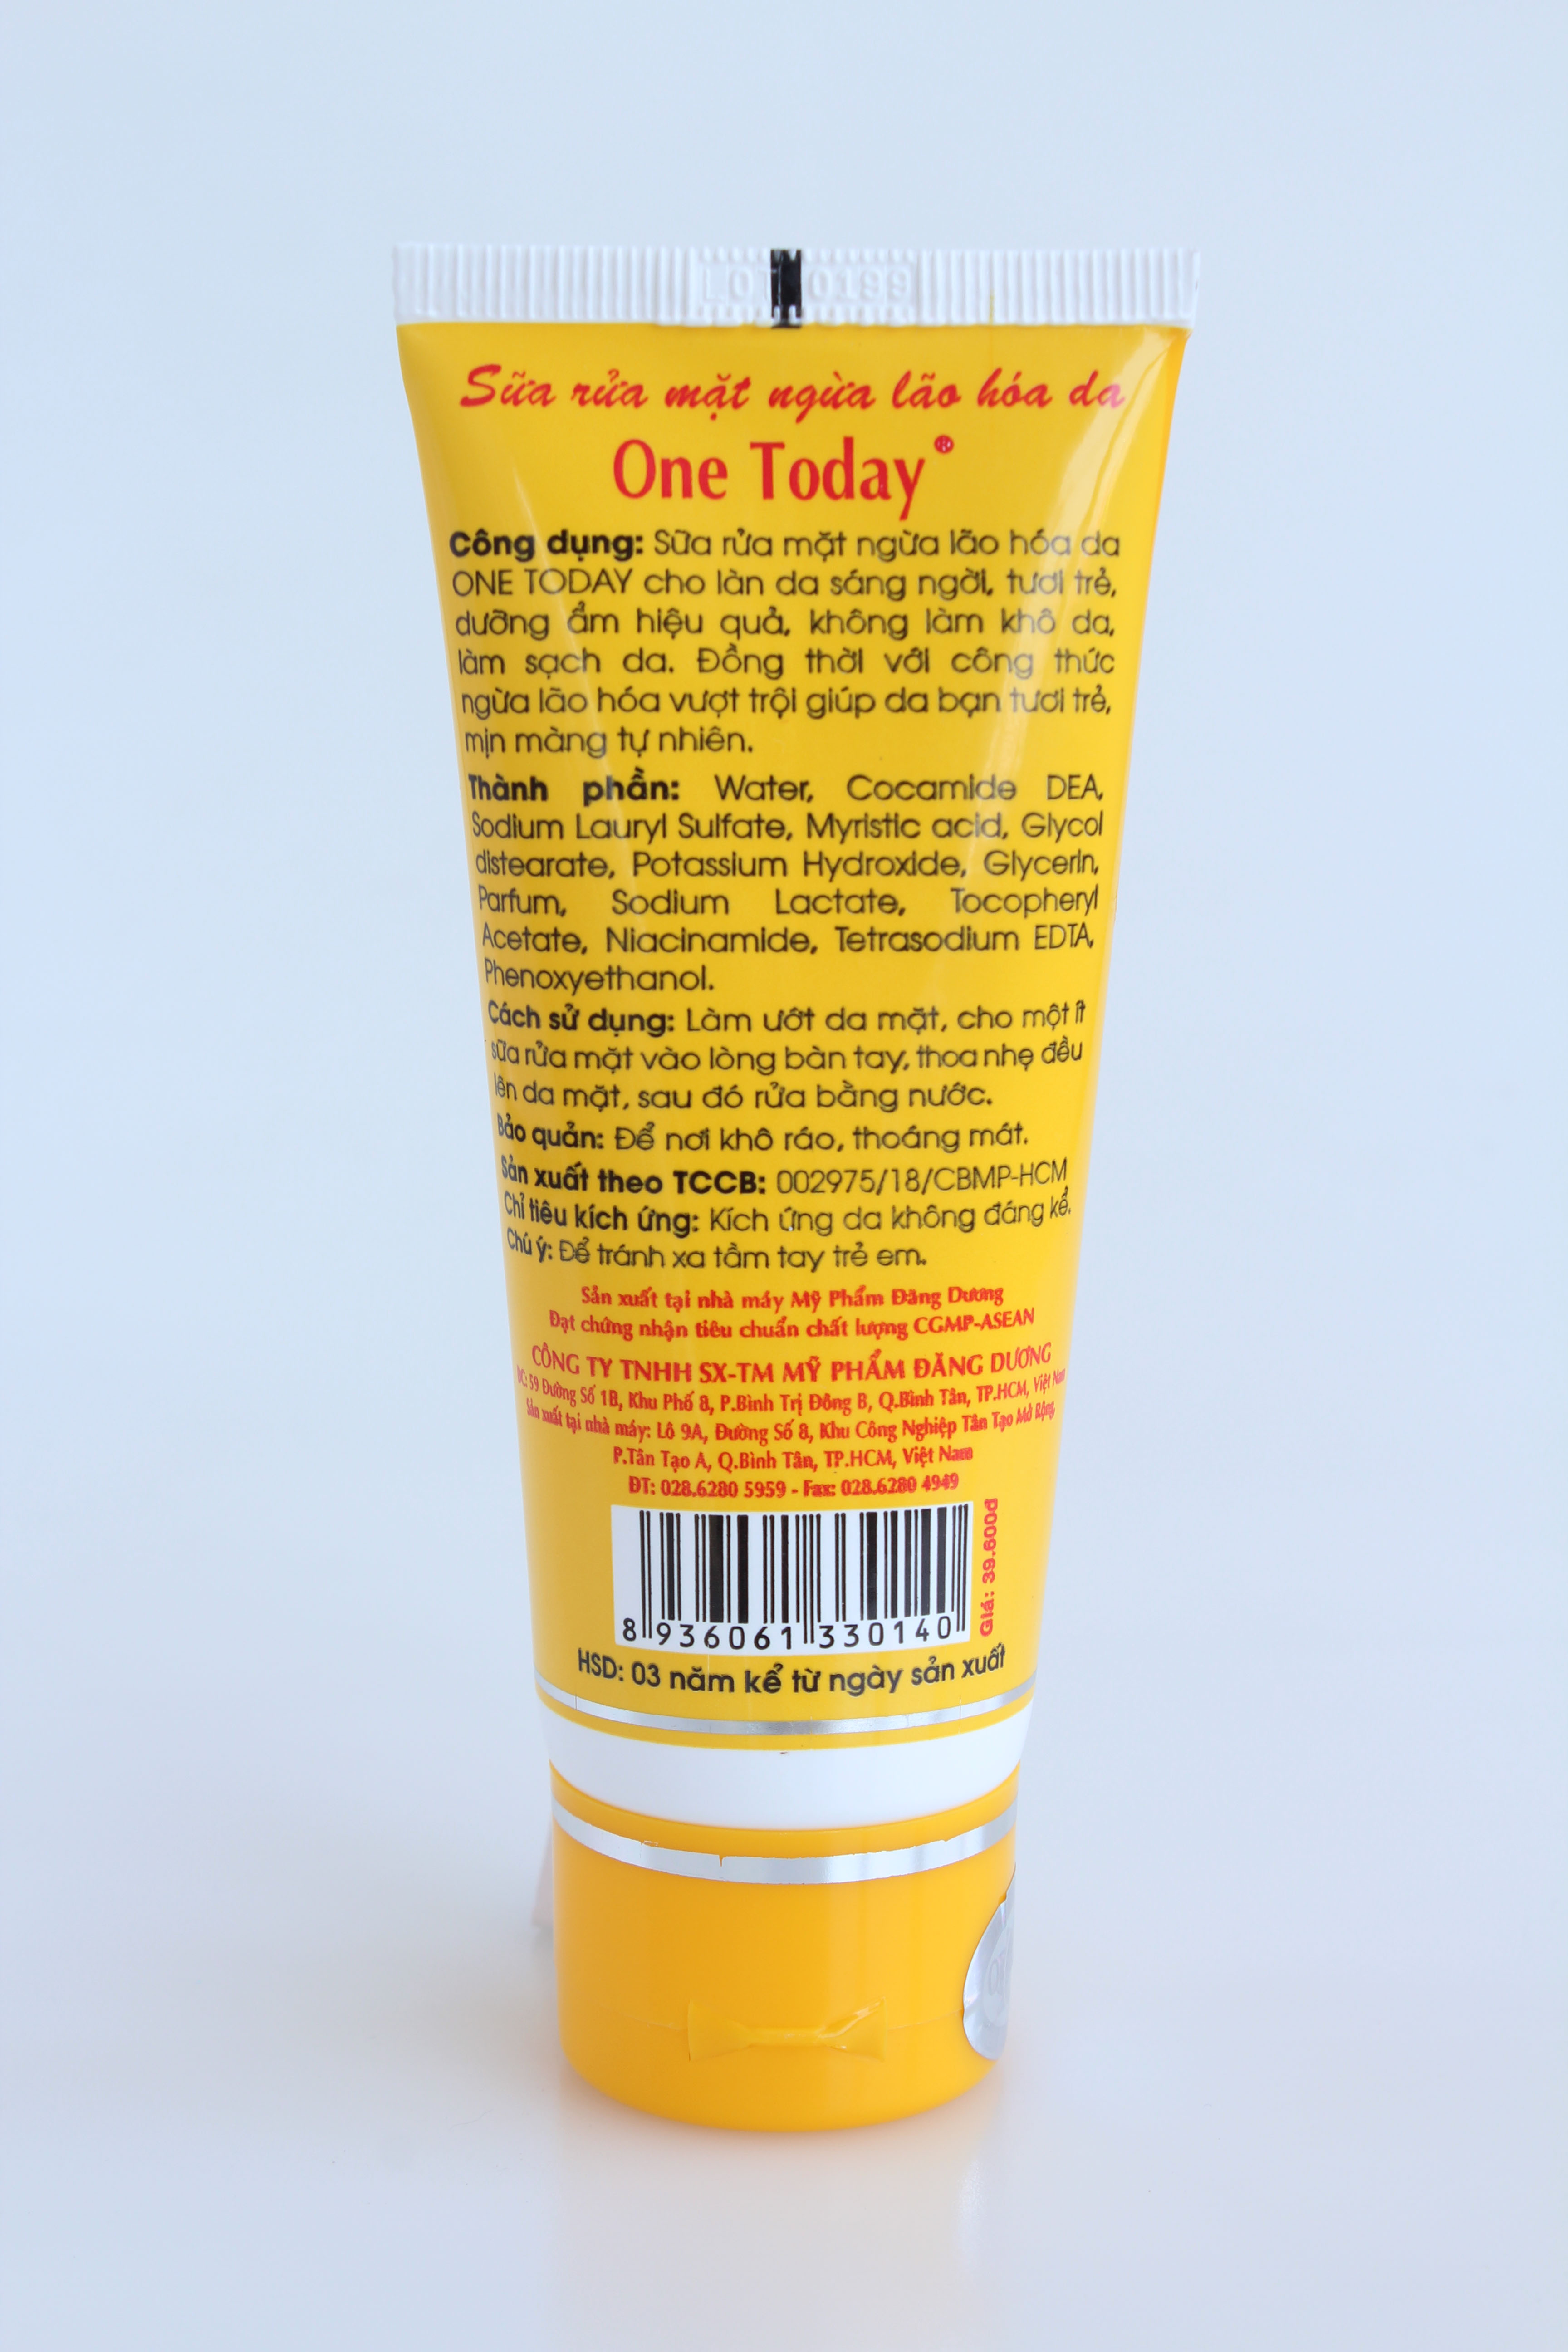 LOT 0199
Sữa rửa mặt ngừa lão hóa da
One Today®
Công dụng: Sữa rửa mặt ngừa lão hóa da
ONE TODAY cho làn da sáng ngời, tươi trẻ,
dưỡng ẩm hiệu quả, không làm khô da,
làm sạch da. Đồng thời với công thức
ngừa lão hóa vượt trội giúp da bạn tươi trẻ,
mịn màng tự nhiên.
Thành phần: Water, Cocamide DEA,
Sodium Lauryl Sulfate, Myristic acid, Glycol
distearate, Potassium Hydroxide, Glycerin,
Parfum, Sodium Lactate, Tocopheryl
Acetate, Niacinamide, Tetrasodium EDTA,
Phenoxyethanol.
Cách sử dụng: Làm ướt da mặt, cho một ít
sữa rửa mặt vào lòng bàn tay, thoa nhẹ đều
lên da mặt, sau đó rửa bằng nước.
Bảo quản: Để nơi khô ráo, thoáng mát.
Sản xuất theo TCCB: 002975/18/CBMP-HCM
Chỉ tiêu kích ứng: Kích ứng da không đáng kể.
Chú ý: Để tránh xa tầm tay trẻ em.
Sản xuất tại nhà máy Mỹ Phẩm Đăng Dương
Đạt chứng nhận tiêu chuẩn chất lượng CGMP-ASEAN
CÔNG TY TNHH SX-TM MỸ PHẨM ĐĂNG DƯƠNG
ĐC: 59 Đường Số 1B, Khu Phố 8, P.Bình Trị Đông B, Q.Bình Tân, TP.HCM, Việt Nam
Sản xuất tại nhà máy: Lô 9A, Đường Số 8, Khu Công Nghiệp Tân Tạo Mở Rộng,
P.Tân Tạo A, Q.Bình Tân, TP.HCM, Việt Nam
ĐT: 028.6280 5959 - Fax: 028.6280 4949
Giá: 39.600đ
8 936061 330140
HSD: 03 năm kể từ ngày sản xuất